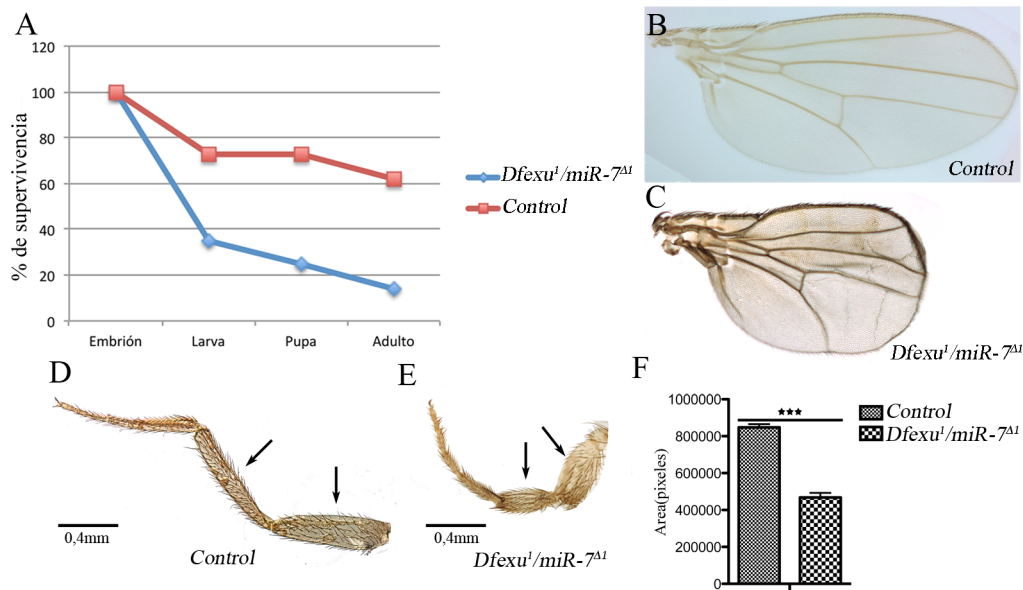 A
120
100
80
60
40
20
0
% de supervivencia
Embrión Larva Pupa Adulto
Dfexu¹/miR-7Δ1
Control
B
Control
C
Dfexu¹/miR-7Δ1
D
0,4mm
Control
E
0,4mm
Dfexu¹/miR-7Δ1
F
1000000
800000
600000
400000
200000
0
Area(pixeles)
***
Control
Dfexu¹/miR-7Δ1